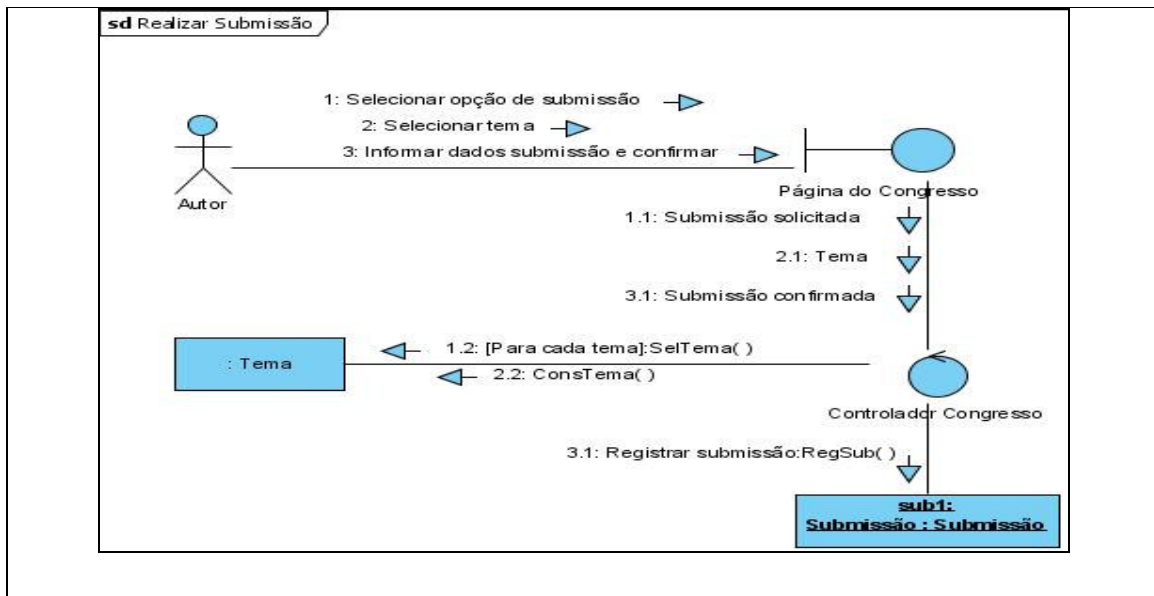 sd Realizar Submissão
1: Selecionar opção de submissão
2: Selecionar tema
3: Informar dados submissão e confirmar
Autor
Página do Congresso
1.1: Submissão solicitada
2.1: Tema
3.1: Submissão confirmada
1.2: [Para cada tema]:SelTema( )
: Tema
2.2: ConsTema( )
Controlador Congresso
3.1: Registrar submissão:RegSub( )
sub1:
Submissão : Submissão